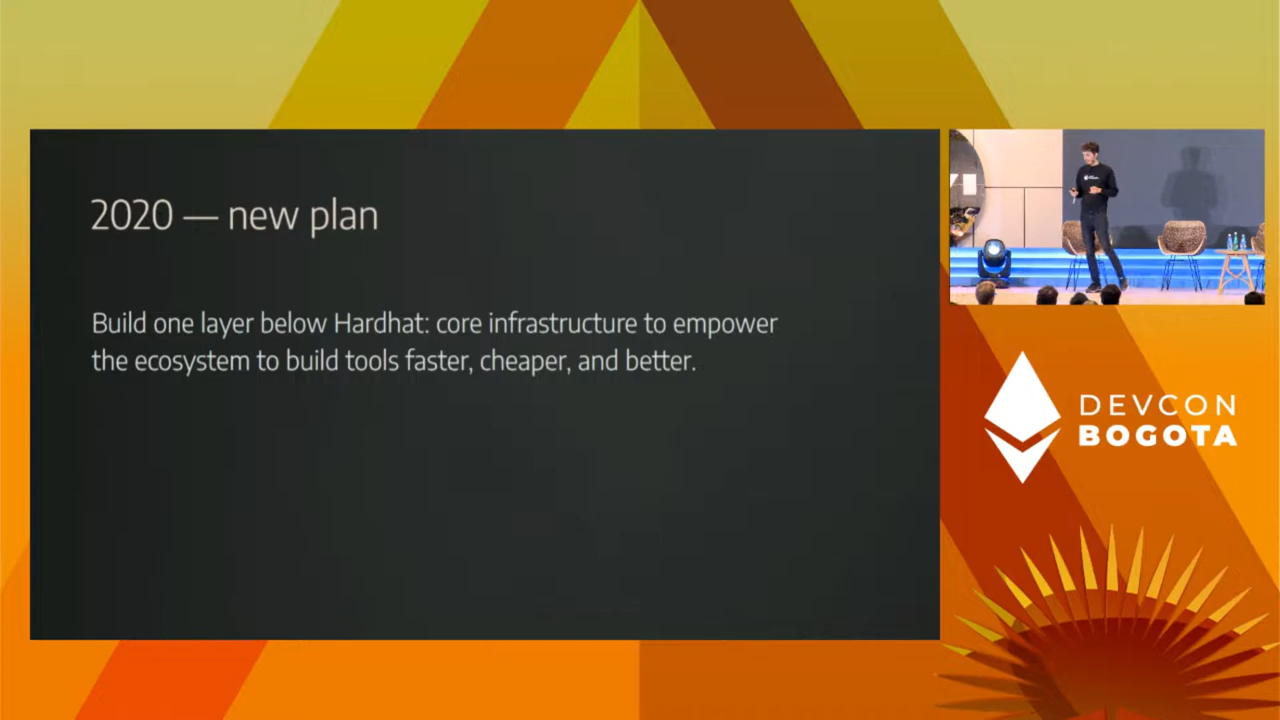 2020 — new plan
Build one layer below Hardhat: core infrastructure to empower
the ecosystem to build tools faster, cheaper, and better.
DEVCON
BOGOTA